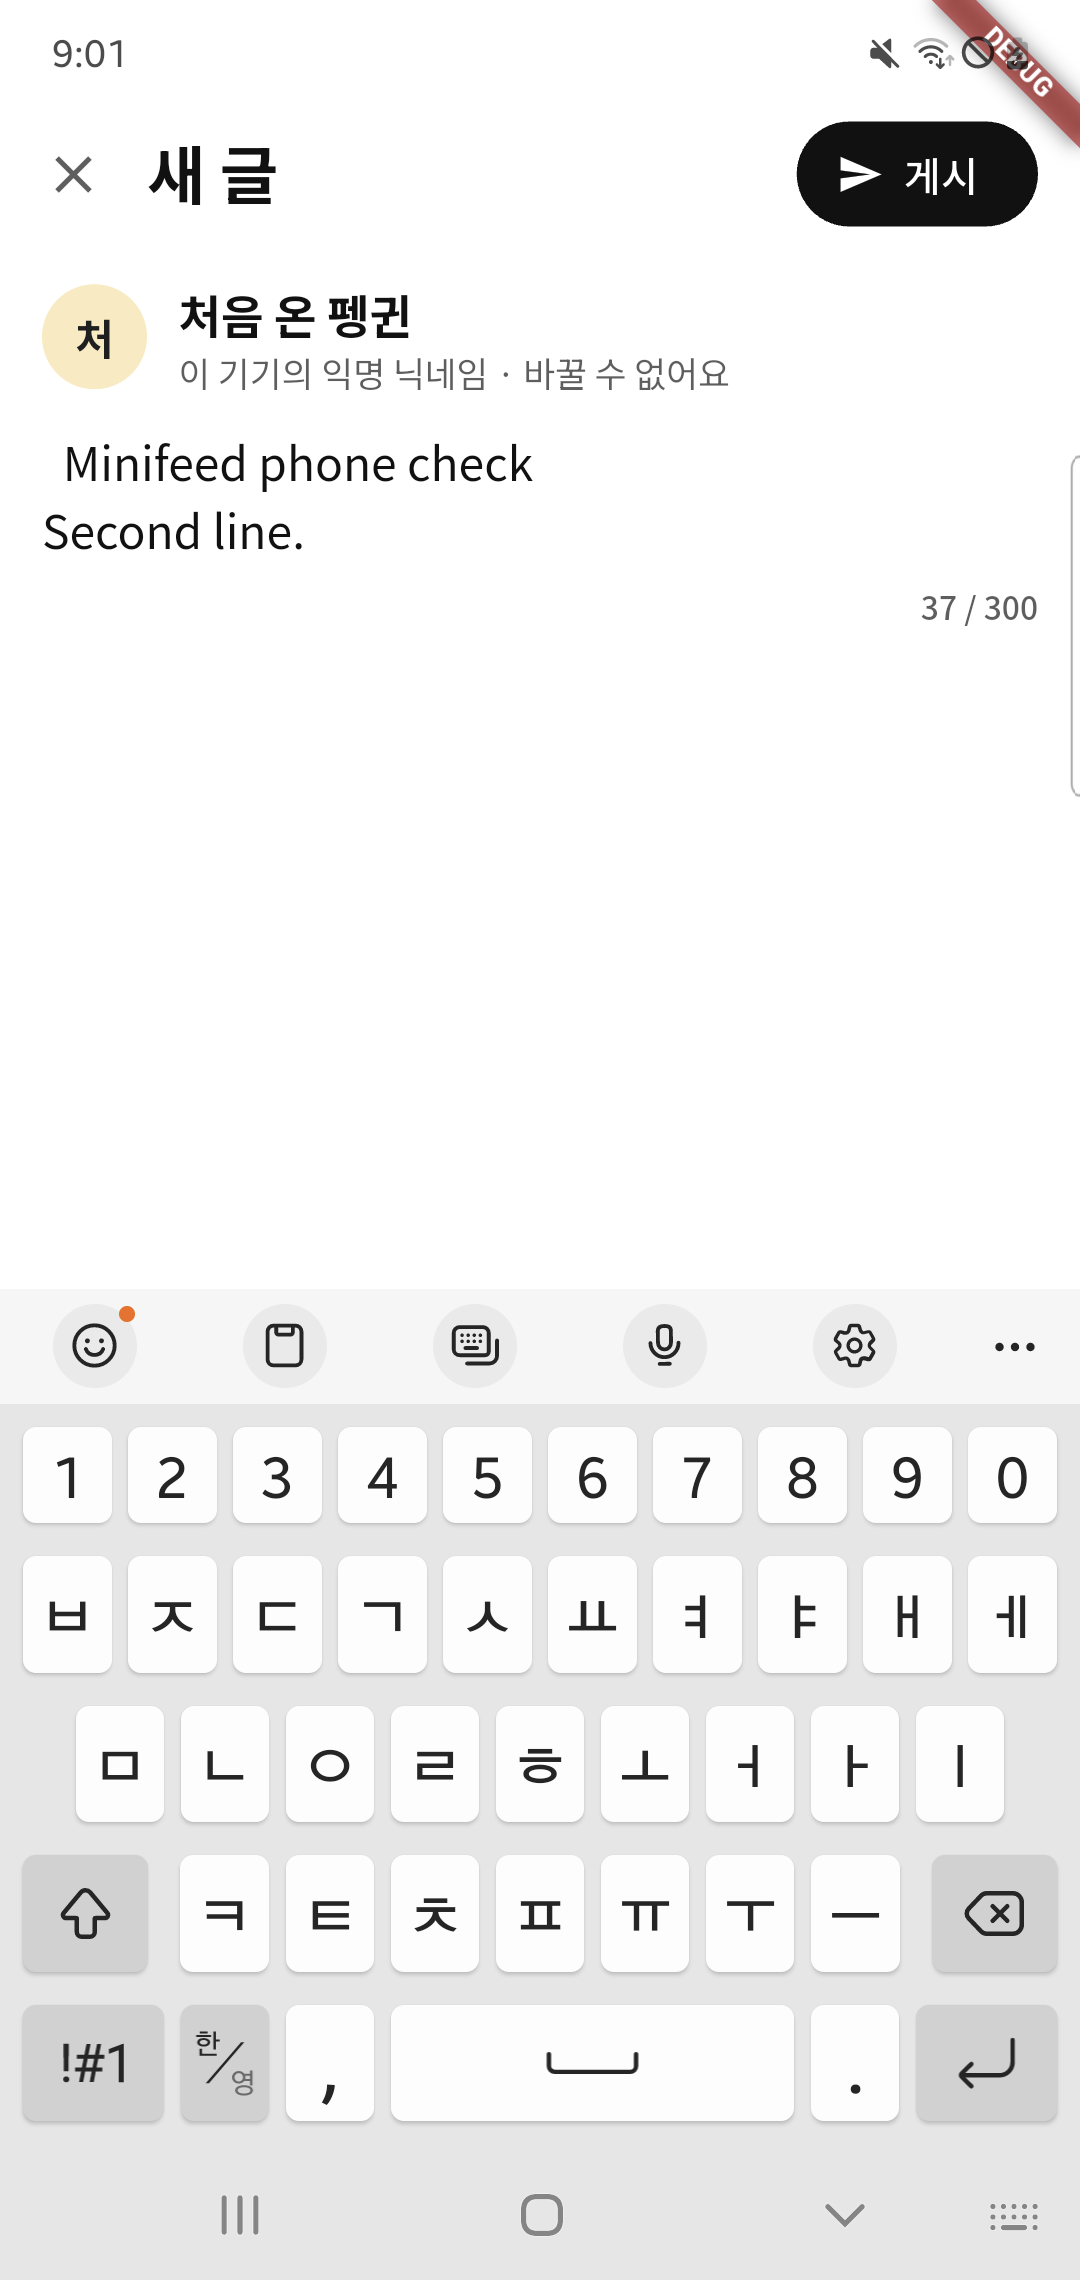 9:01
DEBUG
새 글
게시
처
처음 온 펭귄
이 기기의 익명 닉네임 · 바꿀 수 없어요
  Minifeed phone check
Second line.
37 / 300
1 2 3 4 5 6 7 8 9 0
ㅂ ㅈ ㄷ ㄱ ㅅ ㅛ ㅕ ㅑ ㅐ ㅔ
ㅁ ㄴ ㅇ ㄹ ㅎ ㅗ ㅓ ㅏ ㅣ
ㅋ ㅌ ㅊ ㅍ ㅠ ㅜ ㅡ
!#1 한/영 , .